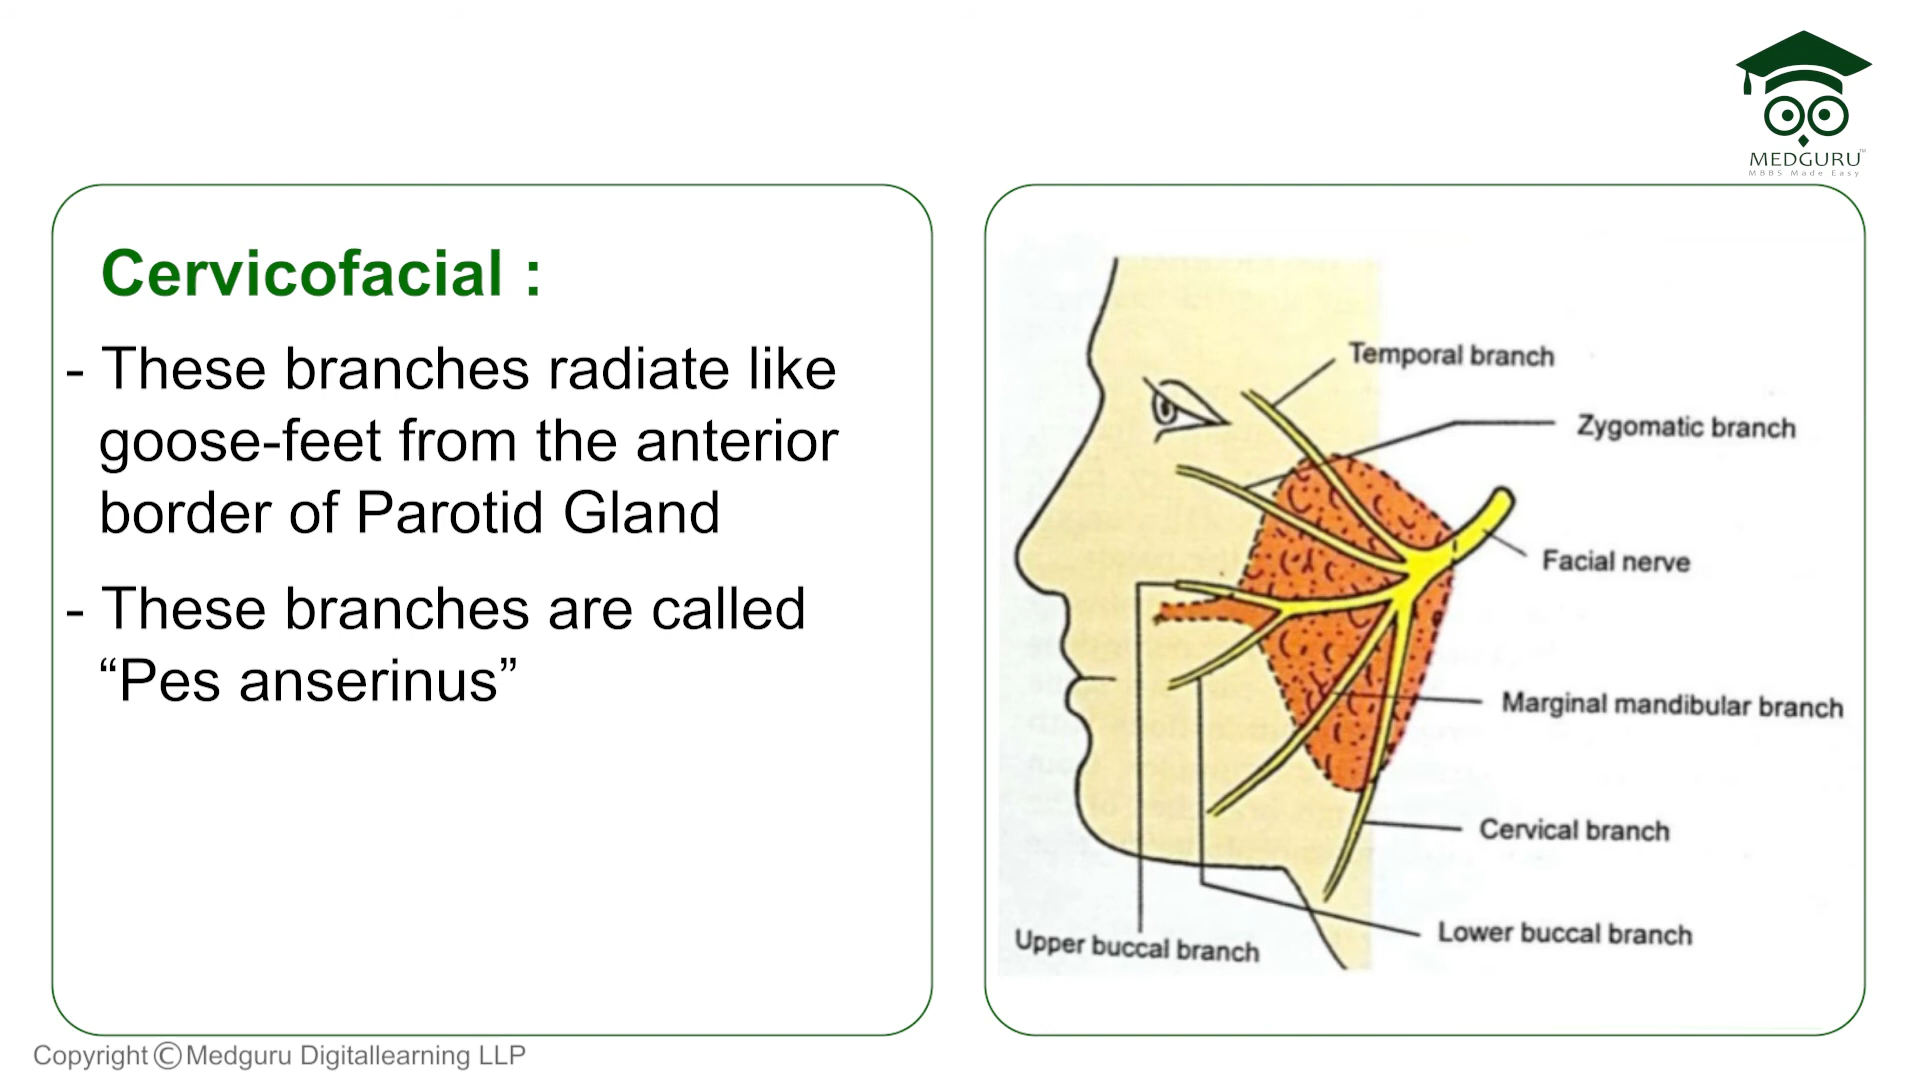 MEDGURU™
MBBS Made Easy
Cervicofacial :
- These branches radiate like
goose-feet from the anterior
border of Parotid Gland
- These branches are called
“Pes anserinus”
Temporal branch
Zygomatic branch
Facial nerve
Marginal mandibular branch
Cervical branch
Lower buccal branch
Upper buccal branch
Copyright © Medguru Digitallearning LLP